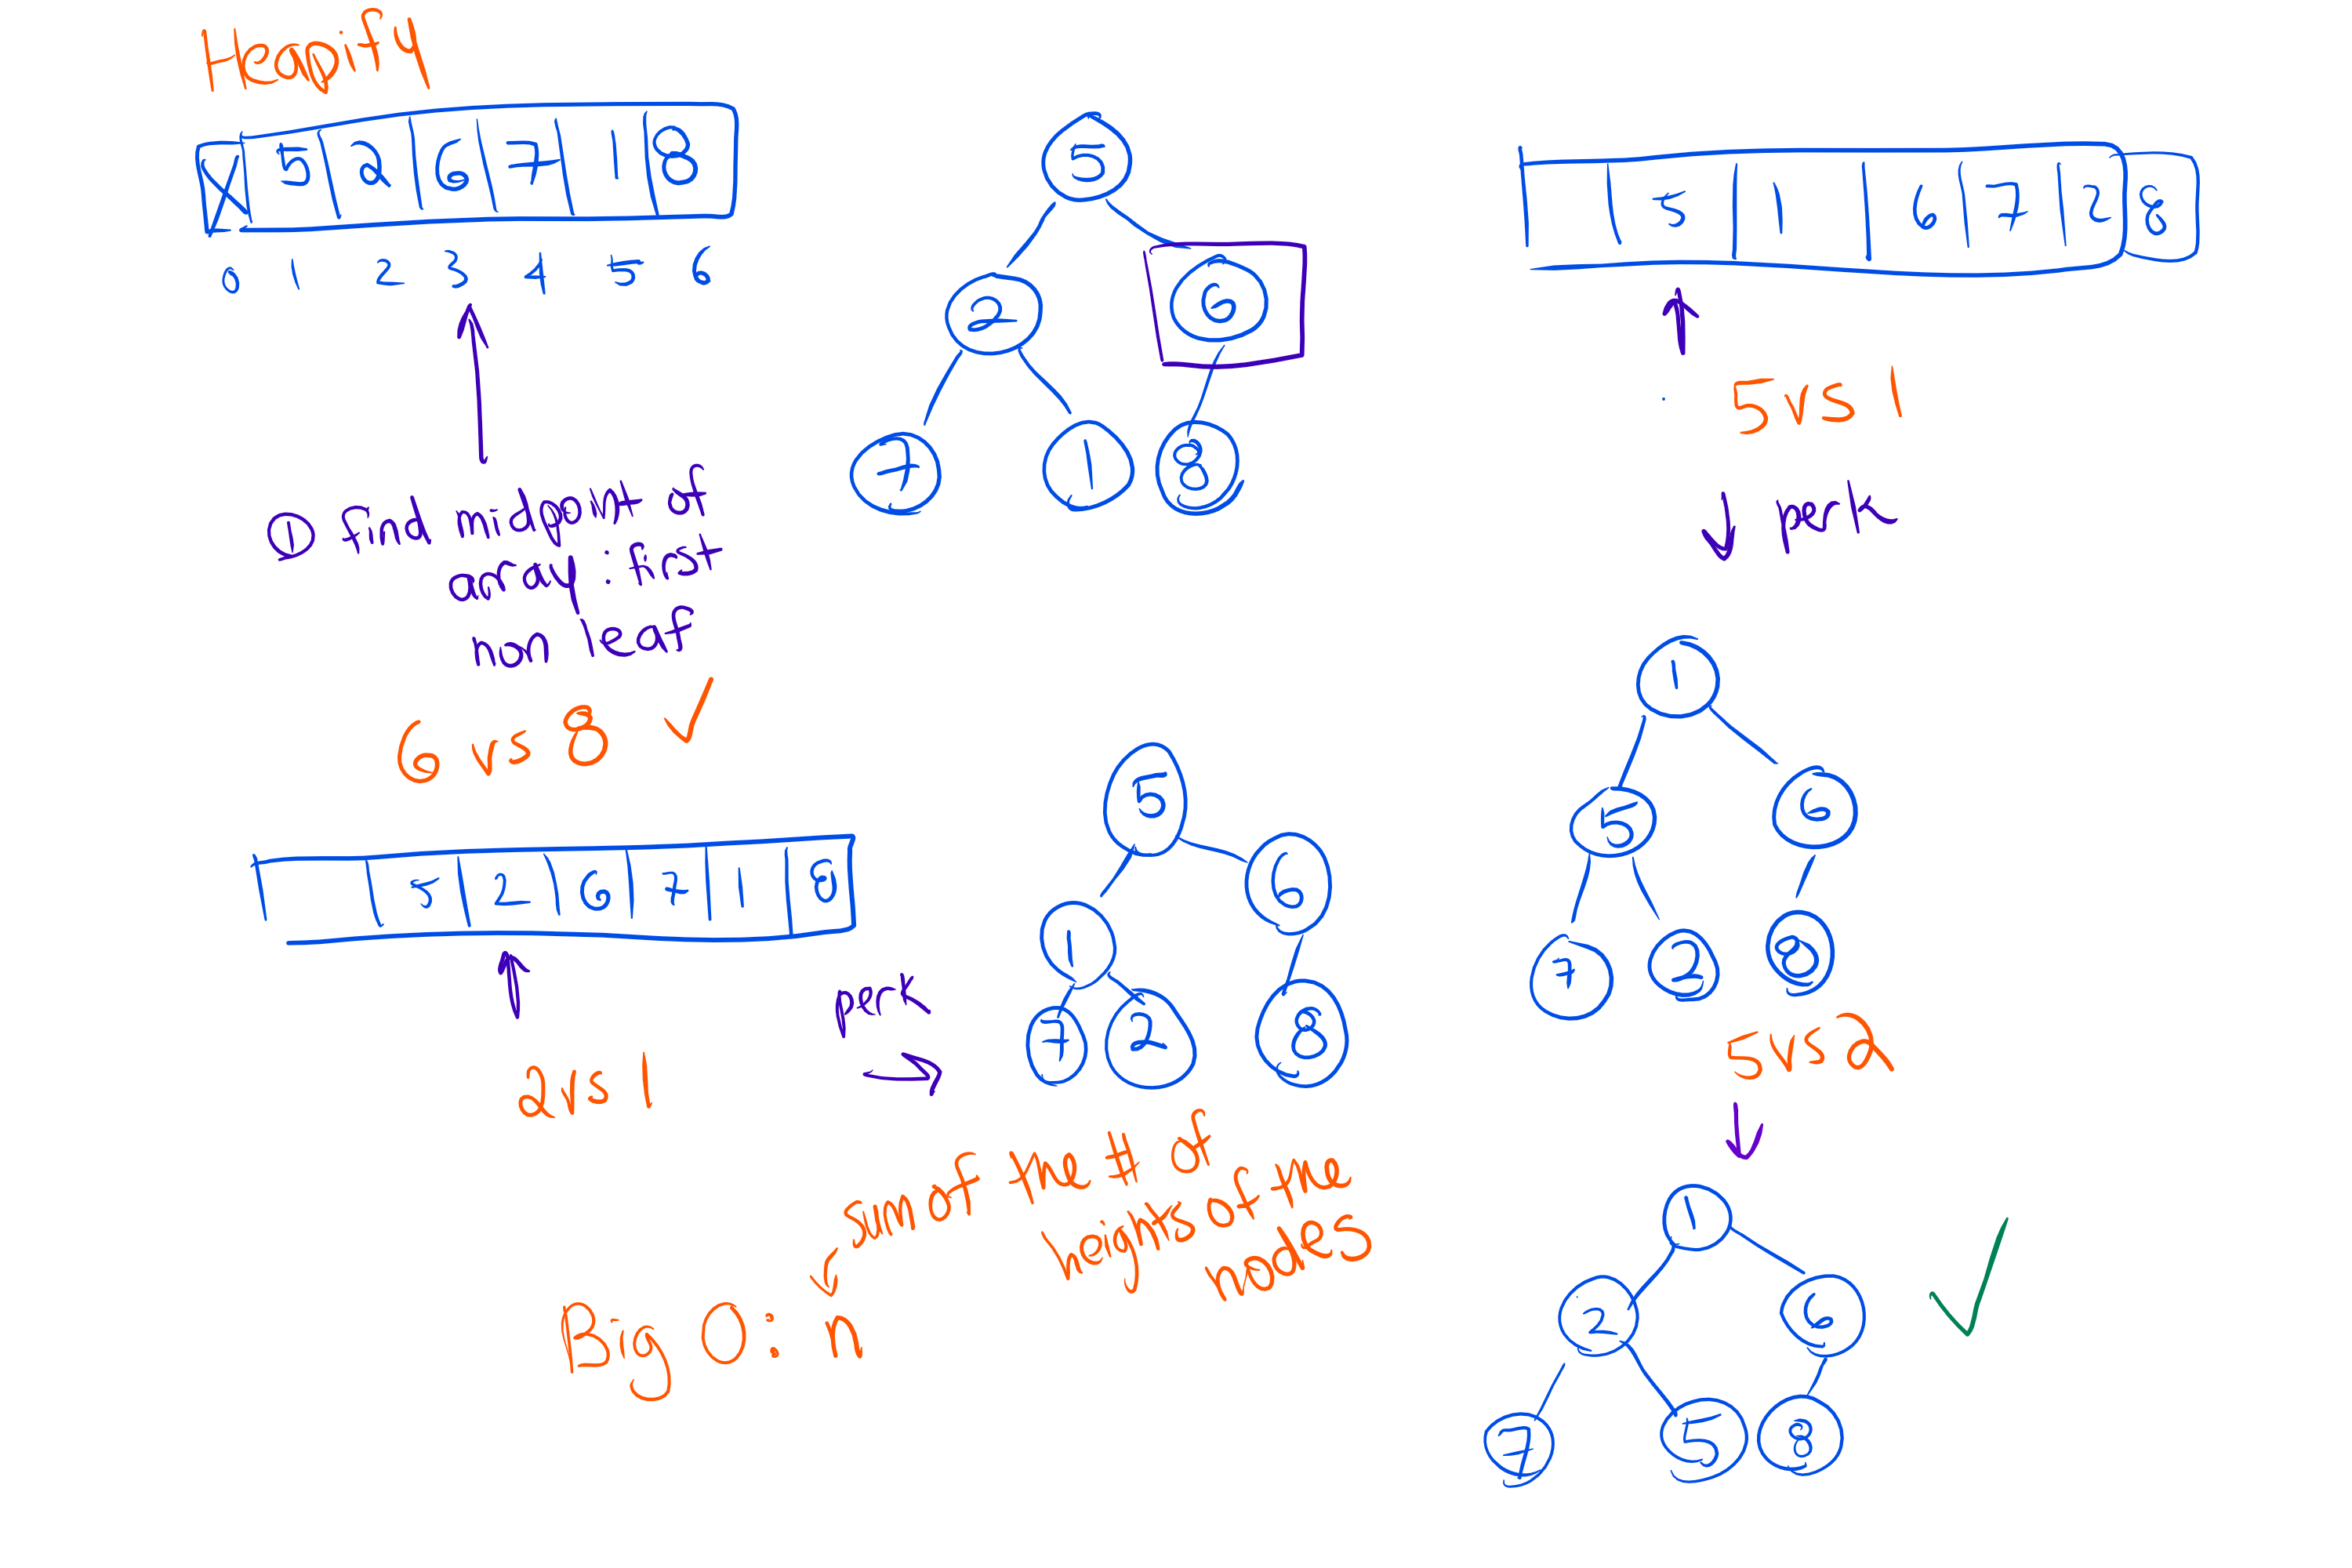 Heapify
5 2 6 7 1 8
0 1 2 3 4 5 6
① find midpoint of
array : first
non leaf
6 vs 8 ✓
5
2 6
7 1 8
5 2 6 7 1 8
2 vs 1
perk
5
1 6
7 2 8
sum of the # of
heights of the
nodes
Big O: n
5 1 6 7 2 8
5 vs 1
perk
1
5 6
7 2 8
5 vs 2
1
2 6
7 5 8
✓